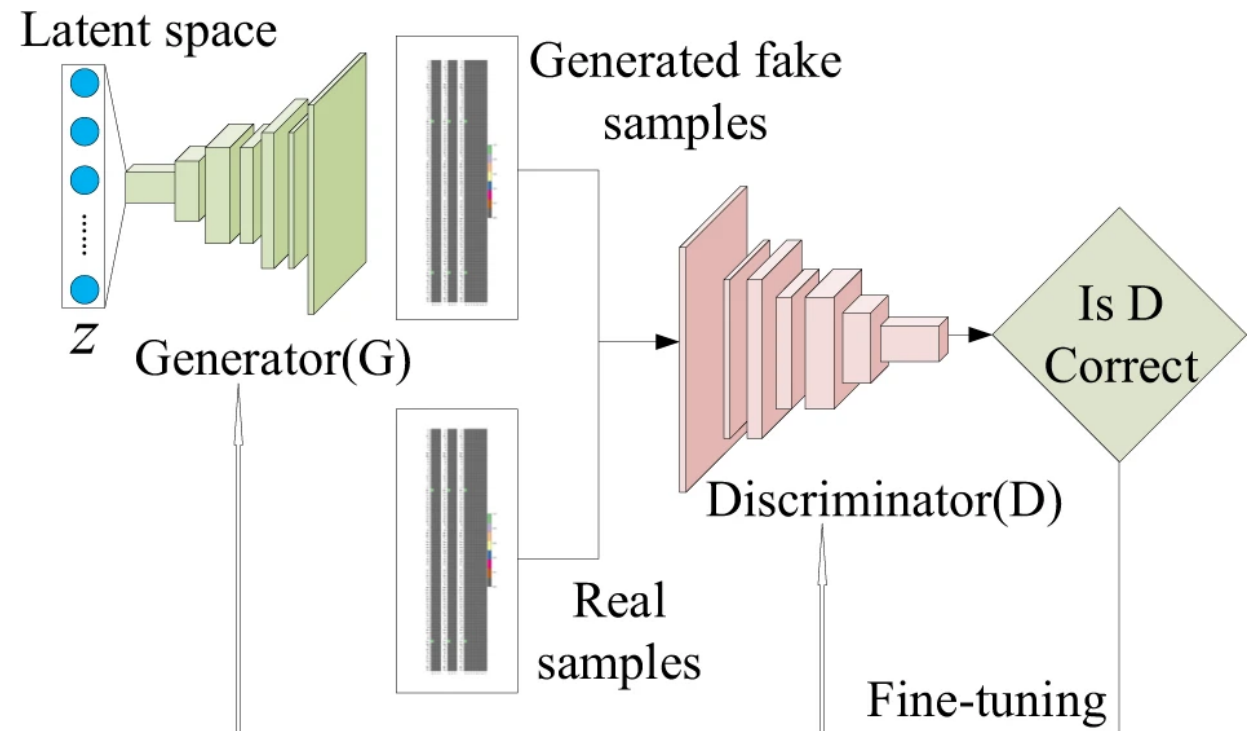 Latent space
Generated fake
samples
z
Generator(G)
Is D
Correct
Discriminator(D)
Real
samples
Fine-tuning